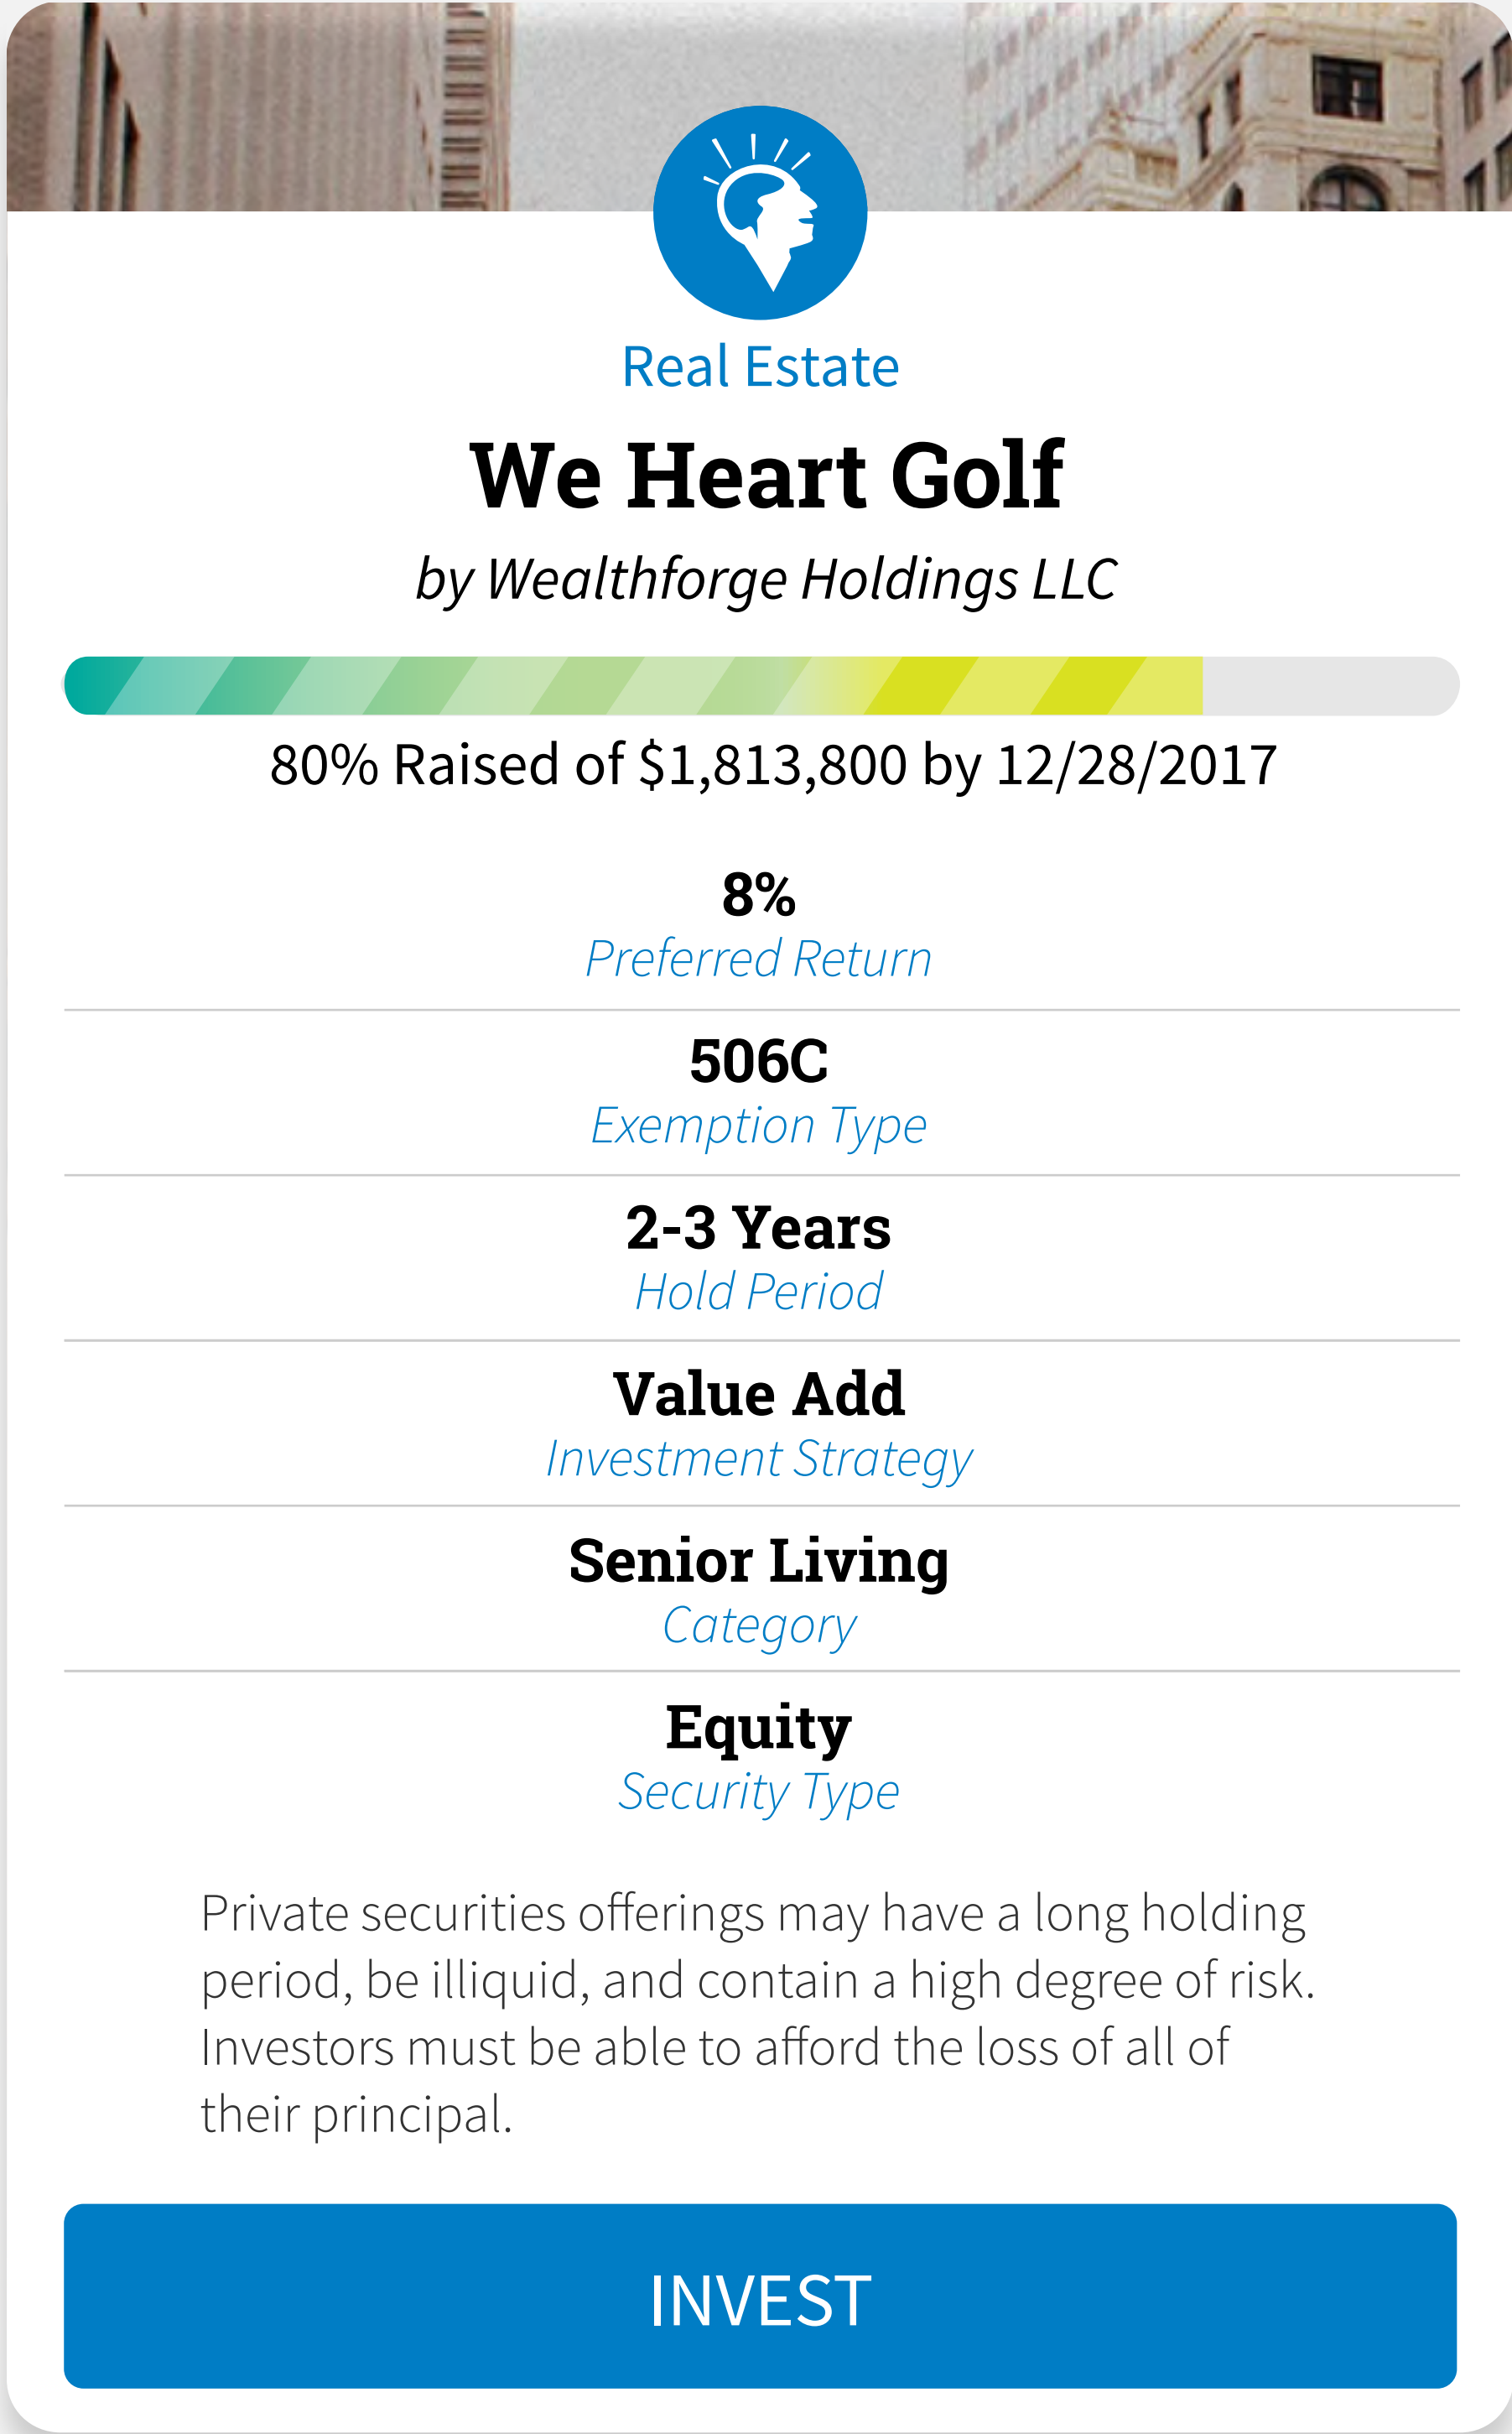 Real Estate
We Heart Golf
by Wealthforge Holdings LLC
80% Raised of $1,813,800 by 12/28/2017
8%
Preferred Return
506C
Exemption Type
2-3 Years
Hold Period
Value Add
Investment Strategy
Senior Living
Category
Equity
Security Type
Private securities offerings may have a long holding
period, be illiquid, and contain a high degree of risk.
Investors must be able to afford the loss of all of
their principal.
INVEST